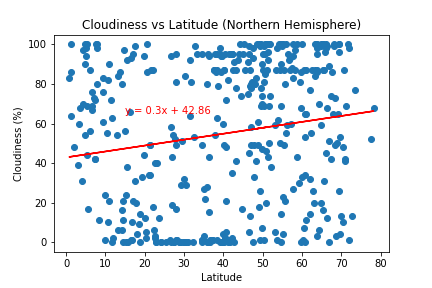 Cloudiness vs Latitude (Northern Hemisphere)
100
80
y = 0.3x + 42.86
60
Cloudiness (%)
40
20
0
0 10 20 30 40 50 60 70 80
Latitude